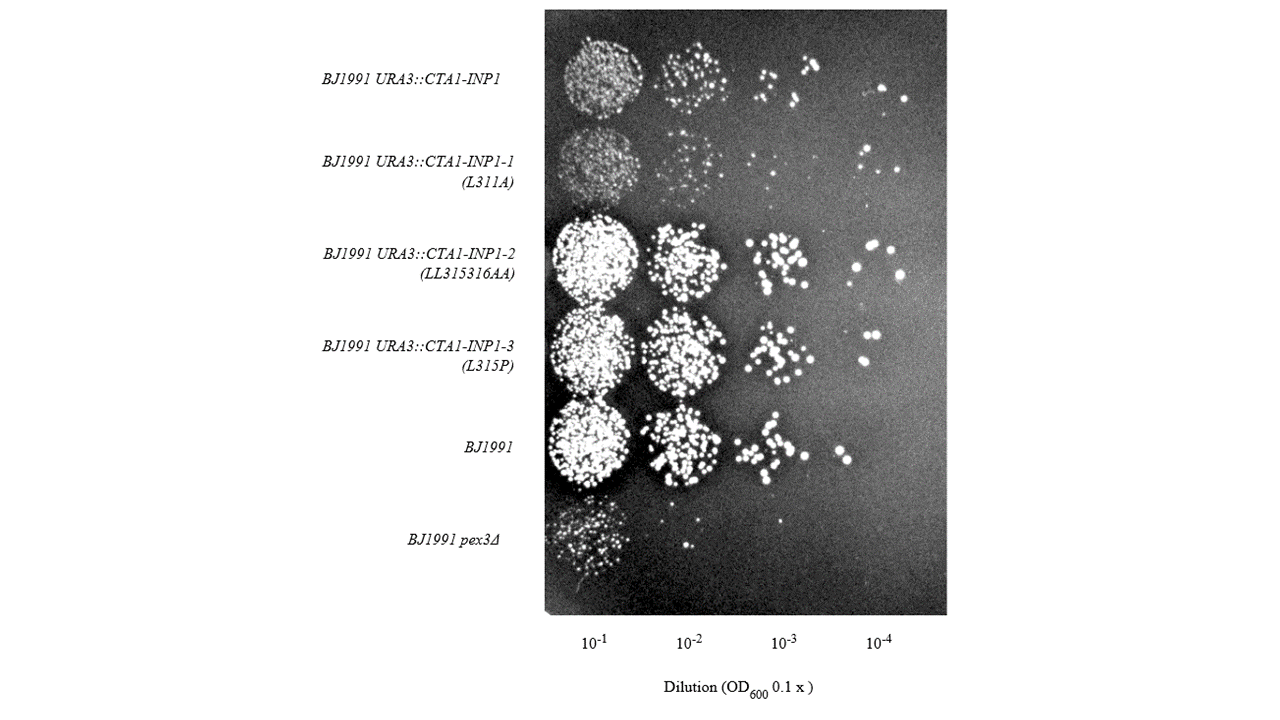 BJ1991 URA3::CTA1-INP1
BJ1991 URA3::CTA1-INP1-1
(L311A)
BJ1991 URA3::CTA1-INP1-2
(LL315316AA)
BJ1991 URA3::CTA1-INP1-3
(L315P)
BJ1991
BJ1991 pex3Δ
10-1 10-2 10-3 10-4
Dilution (OD600 0.1 x )